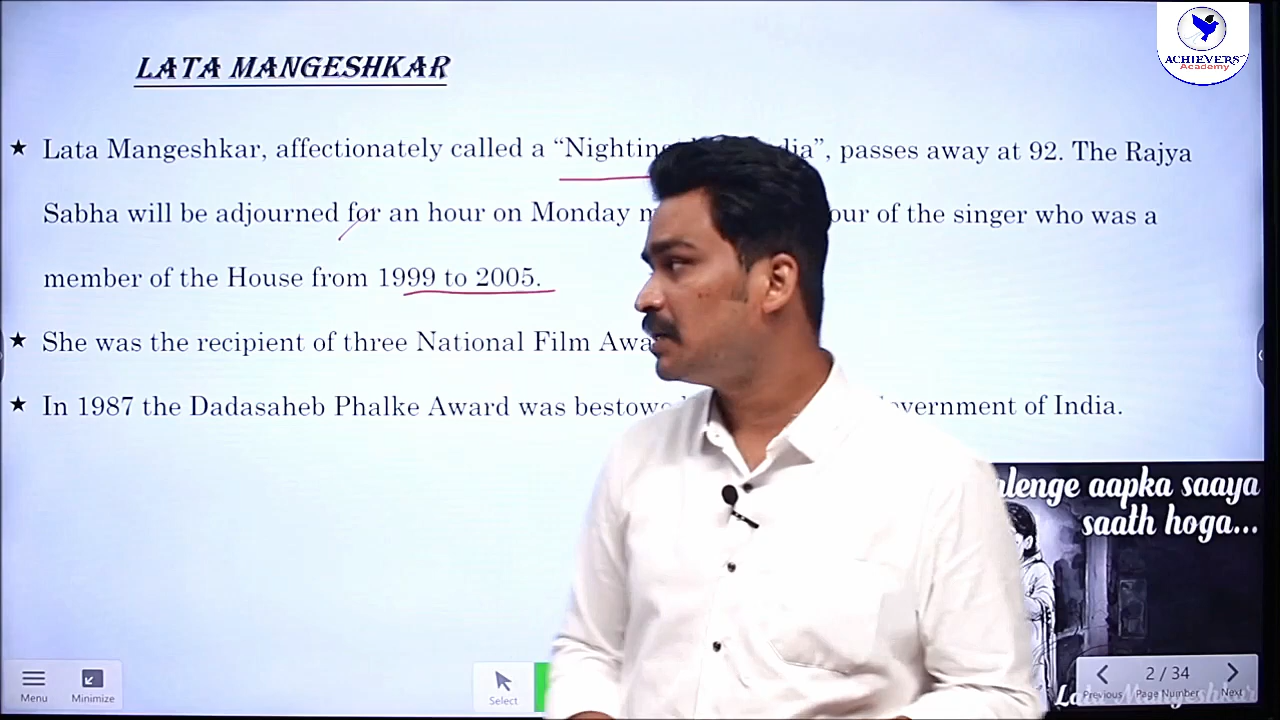 ACHIEVERS
Academy
LATA MANGESHKAR
★ Lata Mangeshkar, affectionately called a “Nightin dia”, passes away at 92. The Rajya
Sabha will be adjourned for an hour on Monday our of the singer who was a
member of the House from 1999 to 2005.
★ She was the recipient of three National Film Awa
★ In 1987 the Dadasaheb Phalke Award was bestow overnment of India.
alenge aapka saaya
saath hoga...
Lata Mangeshkar
Menu
Minimize
Select
2 / 34
Previous Page Number Next